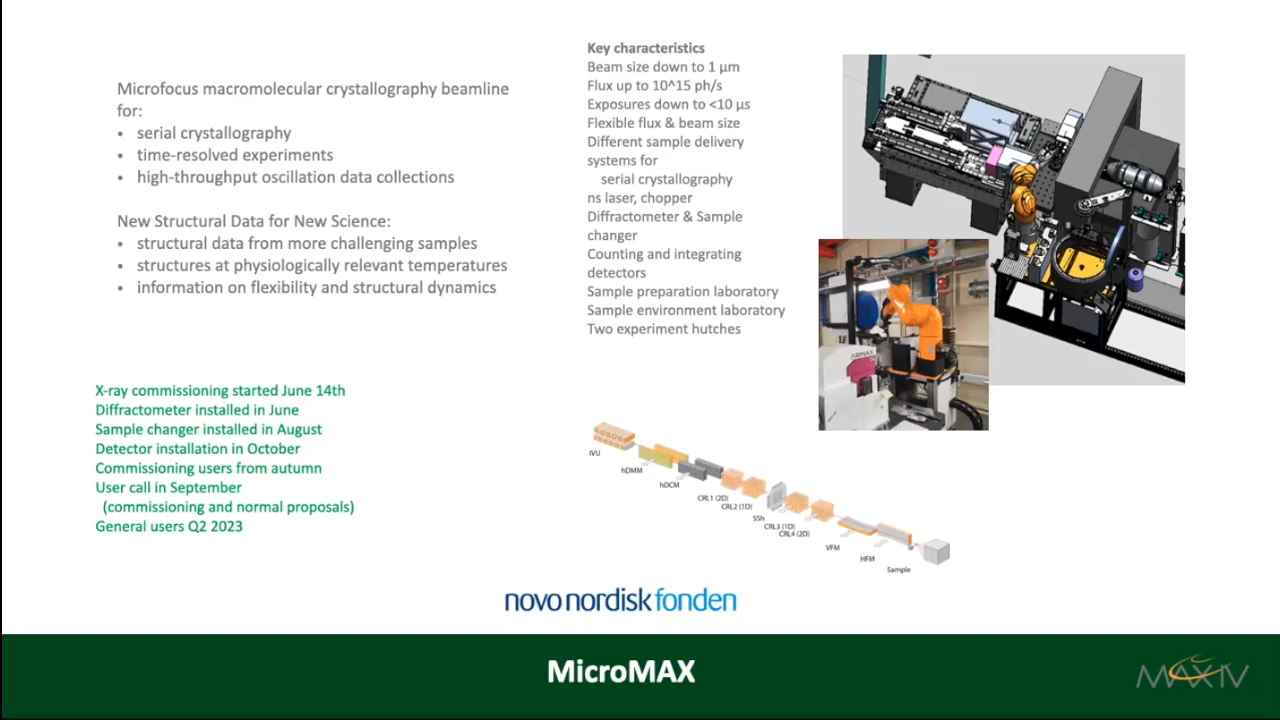 Microfocus macromolecular crystallography beamline
for:
• serial crystallography
• time-resolved experiments
• high-throughput oscillation data collections
New Structural Data for New Science:
• structural data from more challenging samples
• structures at physiologically relevant temperatures
• information on flexibility and structural dynamics
X-ray commissioning started June 14th
Diffractometer installed in June
Sample changer installed in August
Detector installation in October
Commissioning users from autumn
User call in September
(commissioning and normal proposals)
General users Q2 2023
Key characteristics
Beam size down to 1 µm
Flux up to 10^15 ph/s
Exposures down to <10 µs
Flexible flux & beam size
Different sample delivery
systems for
serial crystallography
ns laser, chopper
Diffractometer & Sample
changer
Counting and integrating
detectors
Sample preparation laboratory
Sample environment laboratory
Two experiment hutches
ARINAX
IVU
hDMM
hDCM
CRL1 (2D)
CRL2 (1D)
SSh
CRL3 (1D)
CRL4 (2D)
VFM
HFM
Sample
novo nordisk fonden
MicroMAX
MAX IV